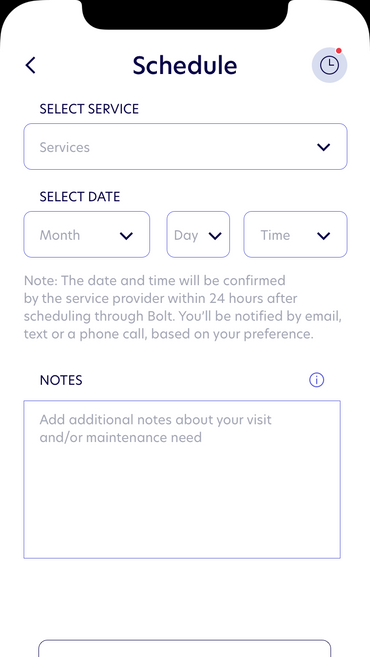 Schedule
SELECT SERVICE
Services
SELECT DATE
Month
Day
Time
Note: The date and time will be confirmed
by the service provider within 24 hours after
scheduling through Bolt. You'll be notified by email,
text or a phone call, based on your preference.
NOTES
Add additional notes about your visit
and/or maintenance need